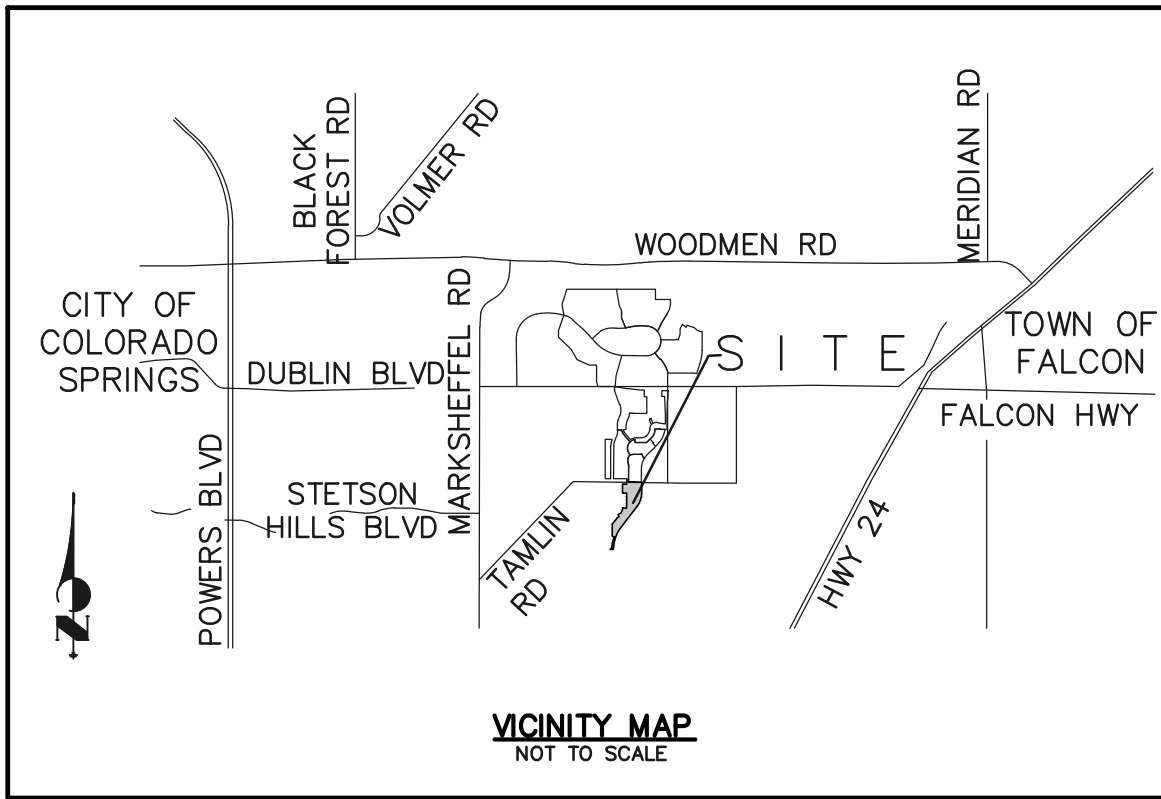 BLACK
FOREST RD
VOLMER RD
MERIDIAN RD
WOODMEN RD
CITY OF
COLORADO
SPRINGS
MARKSHEFFEL RD
SITE
TOWN OF
FALCON
DUBLIN BLVD
FALCON HWY
POWERS BLVD
STETSON
HILLS BLVD
TAMLIN
RD
HWY 24
N
VICINITY MAP
NOT TO SCALE